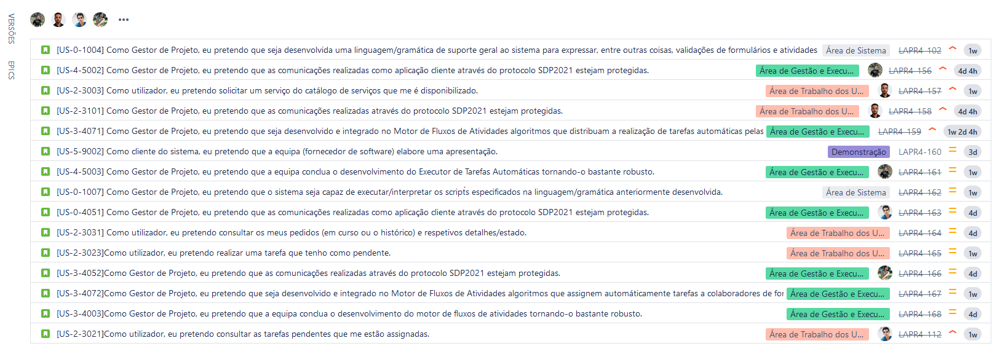 VERSÕES
EPICS
[US-0-1004] Como Gestor de Projeto, eu pretendo que seja desenvolvida uma linguagem/gramática de suporte geral ao sistema para expressar, entre outras coisas, validações de formulários e atividades Área de Sistema LAPR4-102 1w
[US-4-5002] Como Gestor de Projeto, eu pretendo que as comunicações realizadas como aplicação cliente através do protocolo SDP2021 estejam protegidas. Área de Gestão e Execu... LAPR4-156 4d 4h
[US-2-3003] Como utilizador, eu pretendo solicitar um serviço do catálogo de serviços que me é disponibilizado. Área de Trabalho dos U... LAPR4-157 1w
[US-2-3101] Como Gestor de Projeto, eu pretendo que as comunicações realizadas através do protocolo SDP2021 estejam protegidas. Área de Trabalho dos U... LAPR4-158 4d 4h
[US-3-4071] Como Gestor de Projeto, eu pretendo que seja desenvolvido e integrado no Motor de Fluxos de Atividades algoritmos que distribuam a realização de tarefas automáticas pelas Área de Gestão e Execu... LAPR4-159 1w 2d 4h
[US-5-9002] Como cliente do sistema, eu pretendo que a equipa (fornecedor de software) elabore uma apresentação. Demonstração LAPR4-160 3d
[US-4-5003] Como Gestor de Projeto, eu pretendo que a equipa conclua o desenvolvimento do Executor de Tarefas Automáticas tornando-o bastante robusto. Área de Gestão e Execu... LAPR4-161 1w
[US-0-1007] Como Gestor de Projeto, eu pretendo que o sistema seja capaz de executar/interpretar os scripts especificados na linguagem/gramática anteriormente desenvolvida. Área de Sistema LAPR4-162 1w
[US-0-4051] Como Gestor de Projeto, eu pretendo que as comunicações realizadas como aplicação cliente através do protocolo SDP2021 estejam protegidas. Área de Gestão e Execu... LAPR4-163 4d
[US-2-3031] Como utilizador, eu pretendo consultar os meus pedidos (em curso ou o histórico) e respetivos detalhes/estado. Área de Trabalho dos U... LAPR4-164 4d
[US-2-3023]Como utilizador, eu pretendo realizar uma tarefa que tenho como pendente. Área de Trabalho dos U... LAPR4-165 1w
[US-3-4052]Como Gestor de Projeto, eu pretendo que as comunicações realizadas através do protocolo SDP2021 estejam protegidas. Área de Gestão e Execu... LAPR4-166 4d
[US-3-4072]Como Gestor de Projeto, eu pretendo que seja desenvolvido e integrado no Motor de Fluxos de Atividades algoritmos que assignem automáticamente tarefas a colaboradores de for Área de Gestão e Execu... LAPR4-167 1w
[US-3-4003]Como Gestor de Projeto, eu pretendo que a equipa conclua o desenvolvimento do motor de fluxos de atividades tornando-o bastante robusto. Área de Gestão e Execu... LAPR4-168 4d
[US-2-3021]Como utilizador, eu pretendo consultar as tarefas pendentes que me estão assignadas. Área de Trabalho dos U... LAPR4-112 1w